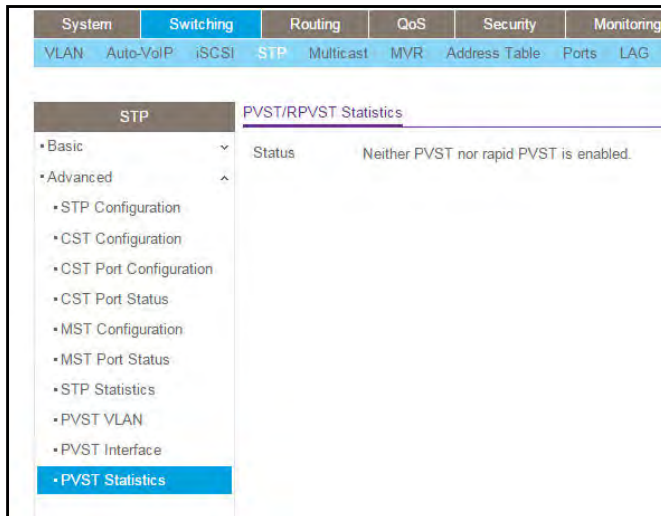 System Switching Routing QoS Security Monitoring
VLAN Auto-VoIP iSCSI STP Multicast MVR Address Table Ports LAG
STP
Basic
Advanced
STP Configuration
CST Configuration
CST Port Configuration
CST Port Status
MST Configuration
MST Port Status
STP Statistics
PVST VLAN
PVST Interface
PVST Statistics
PVST/RPVST Statistics
Status Neither PVST nor rapid PVST is enabled.